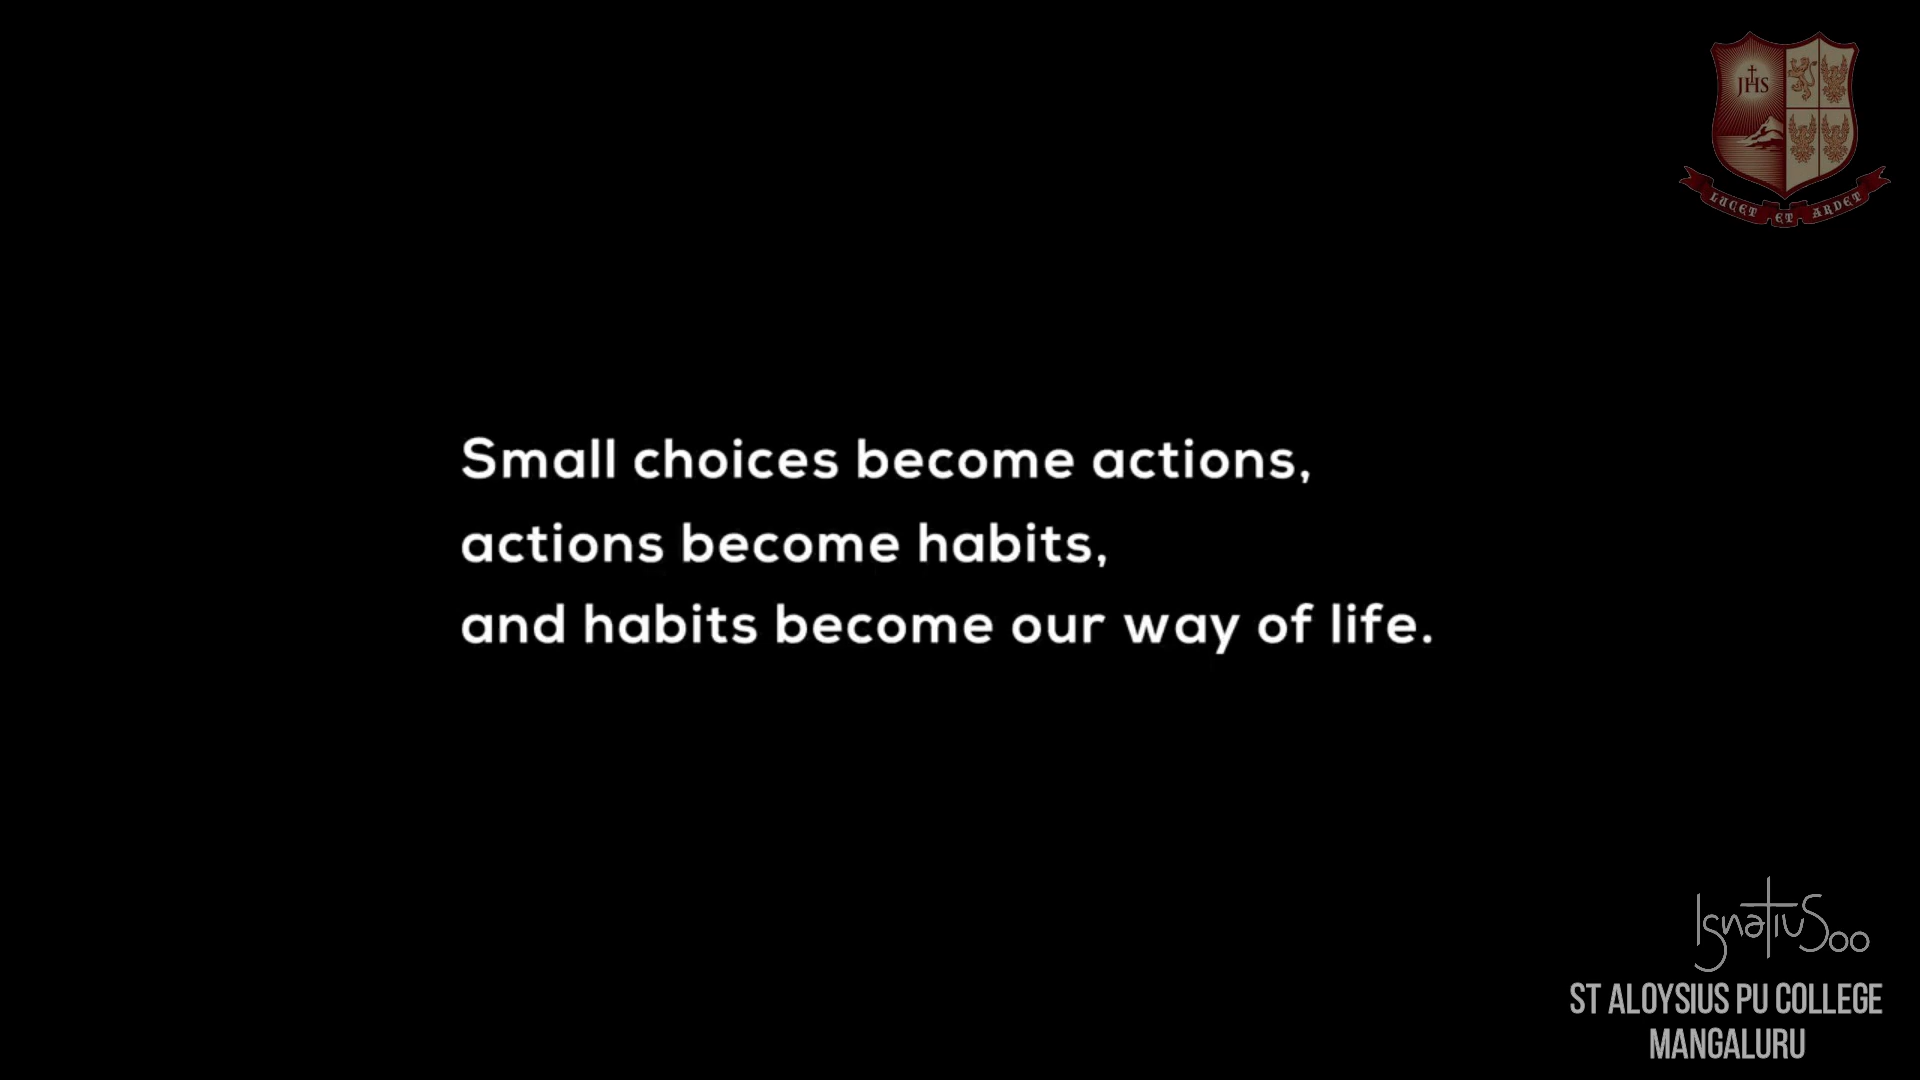 JHS
LUCET ET ARDET
Small choices become actions,
actions become habits,
and habits become our way of life.
IgnatiuSoo
ST ALOYSIUS PU COLLEGE
MANGALURU